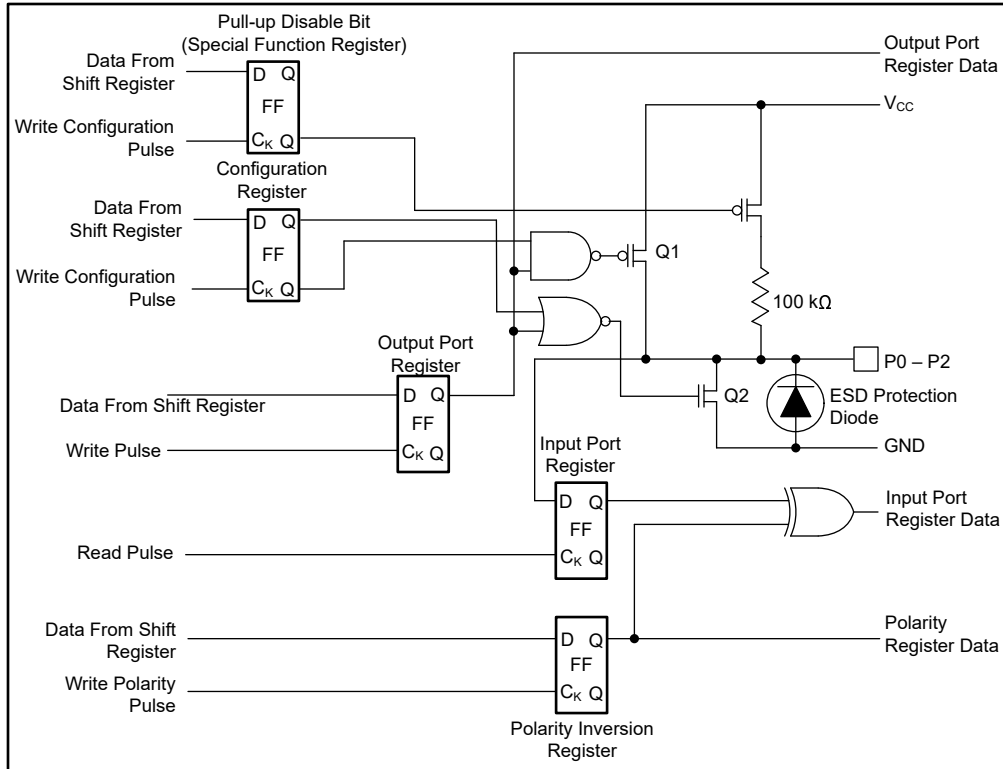 Pull-up Disable Bit
(Special Function Register)
Data From
Shift Register
D Q
FF
Write Configuration
Pulse
CK Q
Output Port
Register Data
VCC
Configuration
Register
Data From
Shift Register
D Q
FF
Write Configuration
Pulse
CK Q
Q1
100 kΩ
Output Port
Register
Data From Shift Register
D Q
FF
Write Pulse
CK Q
P0 – P2
Q2
ESD Protection
Diode
GND
Input Port
Register
D Q
FF
Read Pulse
CK Q
Input Port
Register Data
Data From Shift
Register
D Q
FF
Write Polarity
Pulse
CK Q
Polarity
Register Data
Polarity Inversion
Register